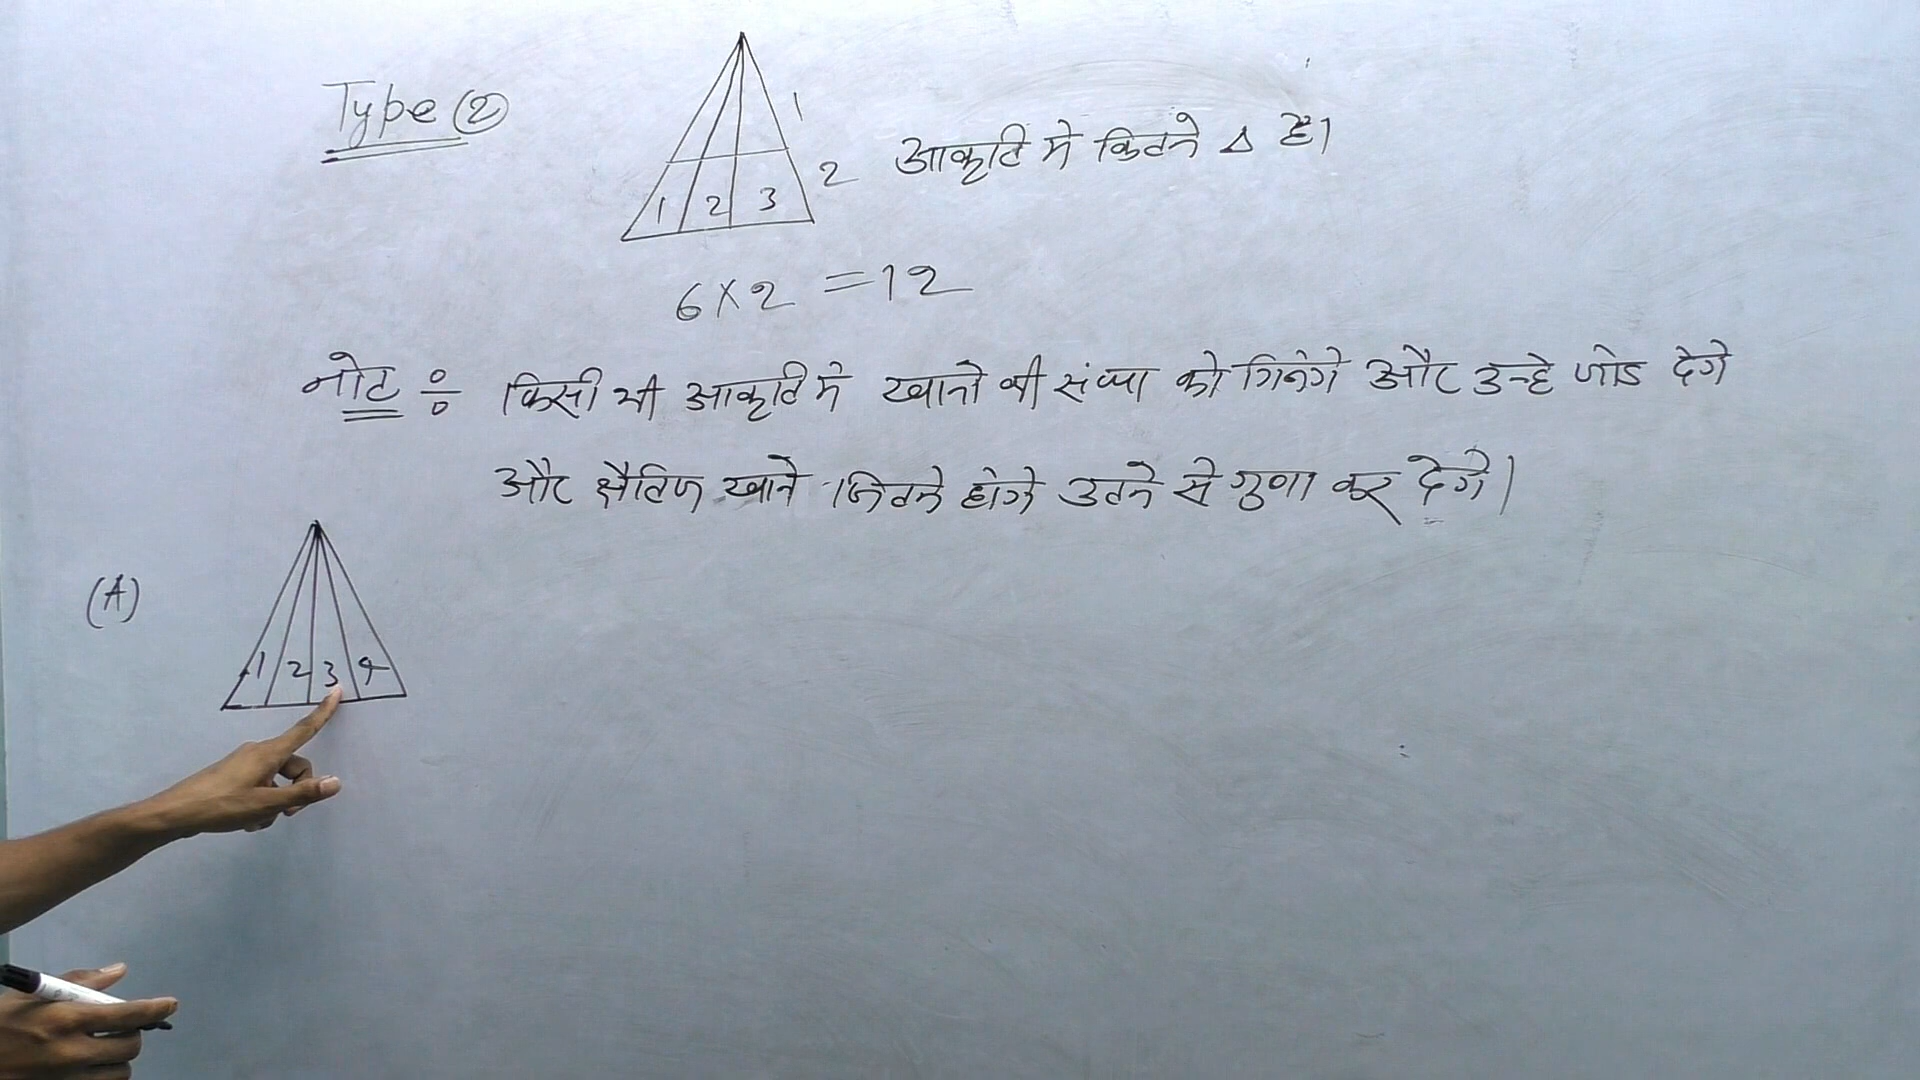 Type (2)
1
2
1 2 3
आकृति मे कितने Δ है।
6×2 =12
नोट ÷ किसी भी आकृति मे खानो की संख्या को गिनेगे और उन्हे जोड देगे
और क्षैतिज खाने जितने होगे उतने से गुणा कर देगे।
(A)
1 2 3 4